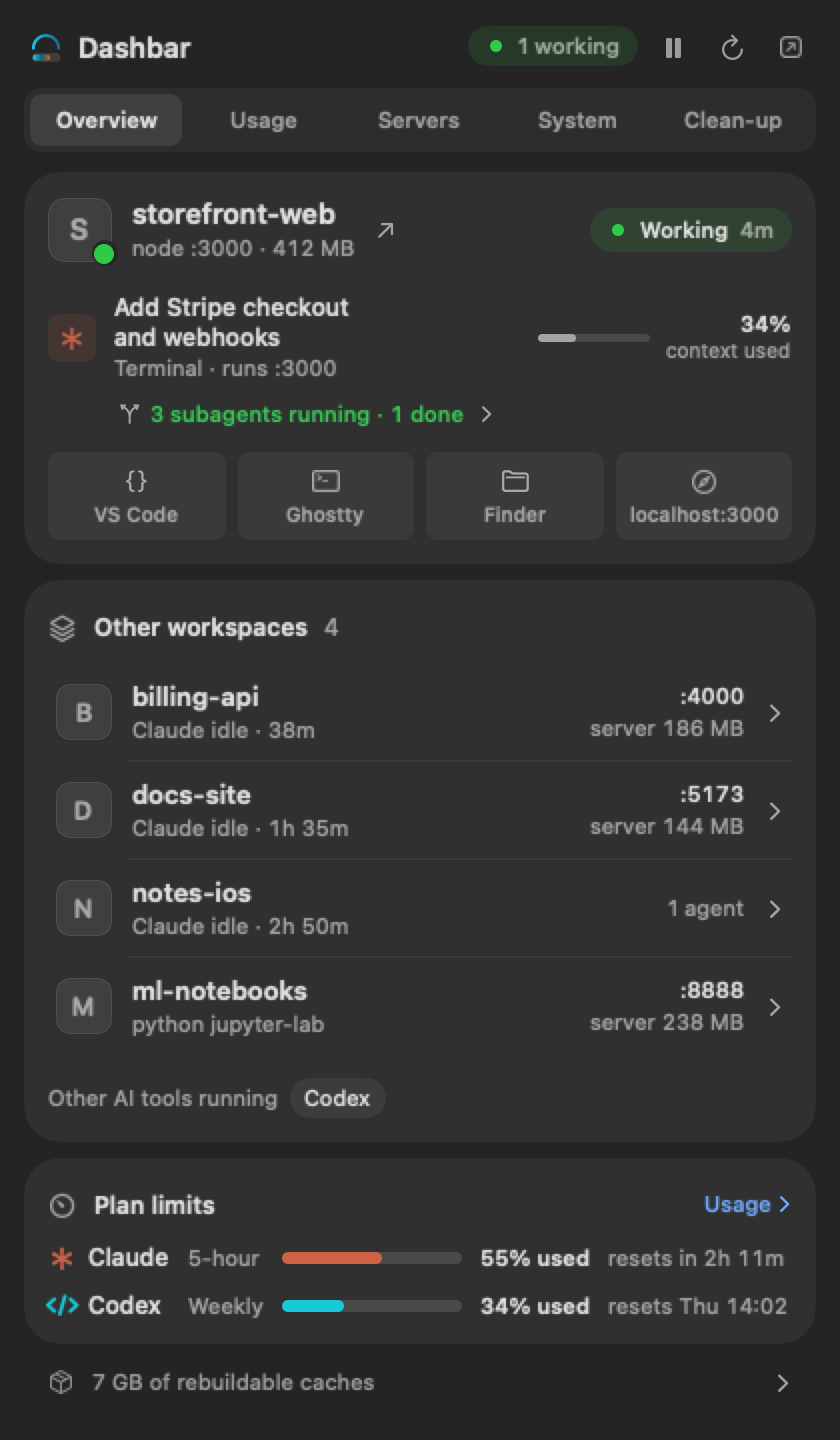 Dashbar
1 working
Overview Usage Servers System Clean-up
S
storefront-web
node :3000 · 412 MB
Working 4m
Add Stripe checkout
and webhooks
Terminal · runs :3000
34%
context used
3 subagents running · 1 done
VS Code
Ghostty
Finder
localhost:3000
Other workspaces 4
B
billing-api
Claude idle · 38m
:4000
server 186 MB
D
docs-site
Claude idle · 1h 35m
:5173
server 144 MB
N
notes-ios
Claude idle · 2h 50m
1 agent
M
ml-notebooks
python jupyter-lab
:8888
server 238 MB
Other AI tools running Codex
Plan limits
Usage
Claude 5-hour 55% used resets in 2h 11m
</> Codex Weekly 34% used resets Thu 14:02
7 GB of rebuildable caches